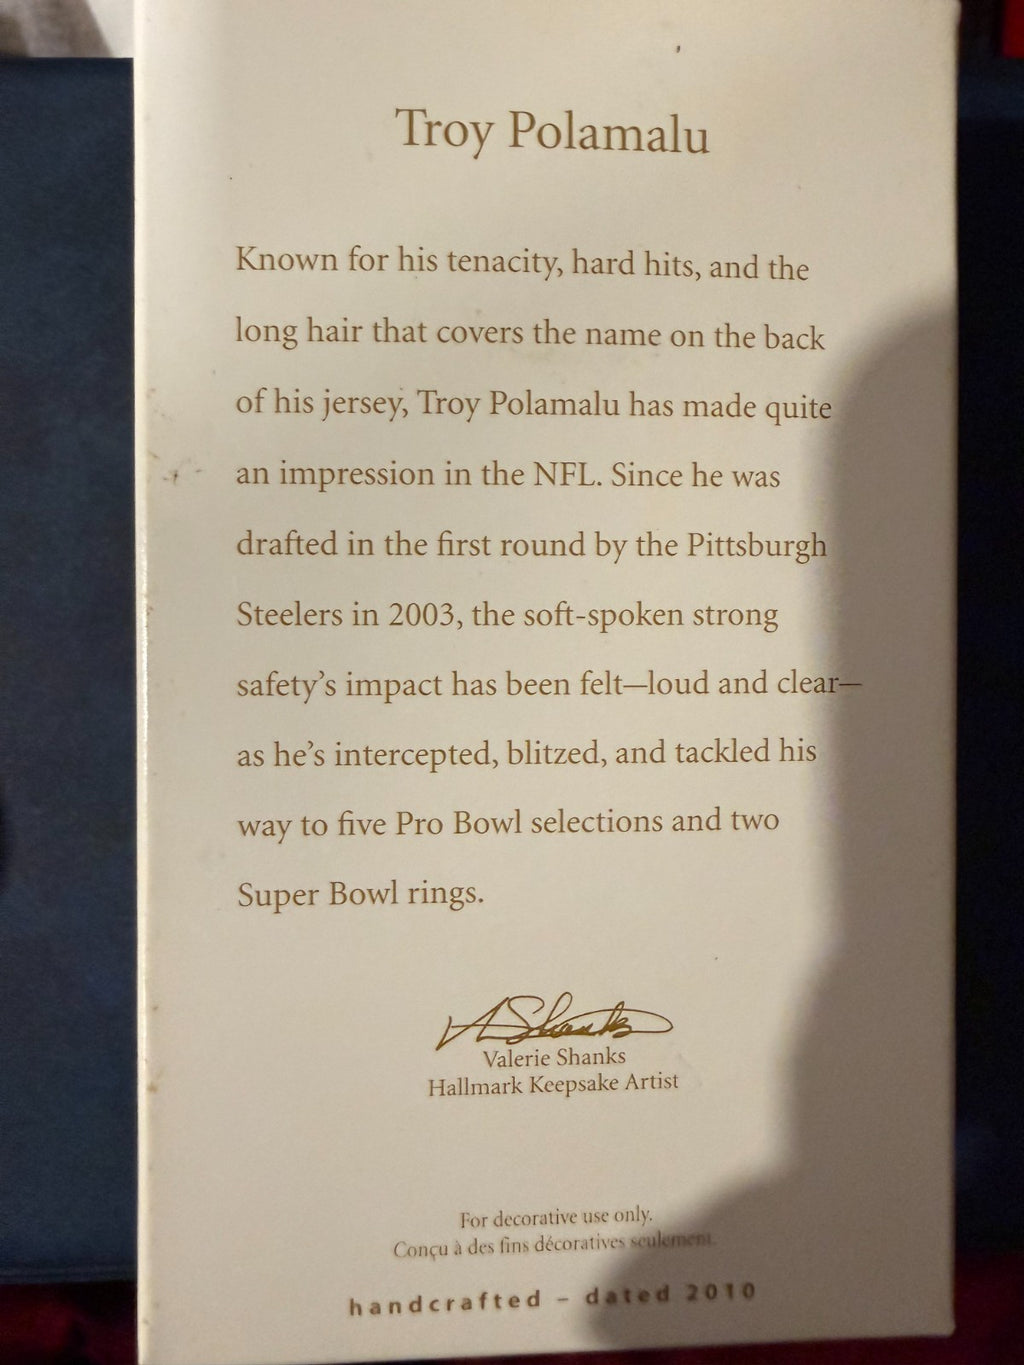 Troy Polamalu
Known for his tenacity, hard hits, and the
long hair that covers the name on the back
of his jersey, Troy Polamalu has made quite
an impression in the NFL. Since he was
drafted in the first round by the Pittsburgh
Steelers in 2003, the soft-spoken strong
safety’s impact has been felt—loud and clear—
as he’s intercepted, blitzed, and tackled his
way to five Pro Bowl selections and two
Super Bowl rings.
VShanks
Valerie Shanks
Hallmark Keepsake Artist
For decorative use only.
Conçu à des fins décoratives seulement.
handcrafted – dated 2010